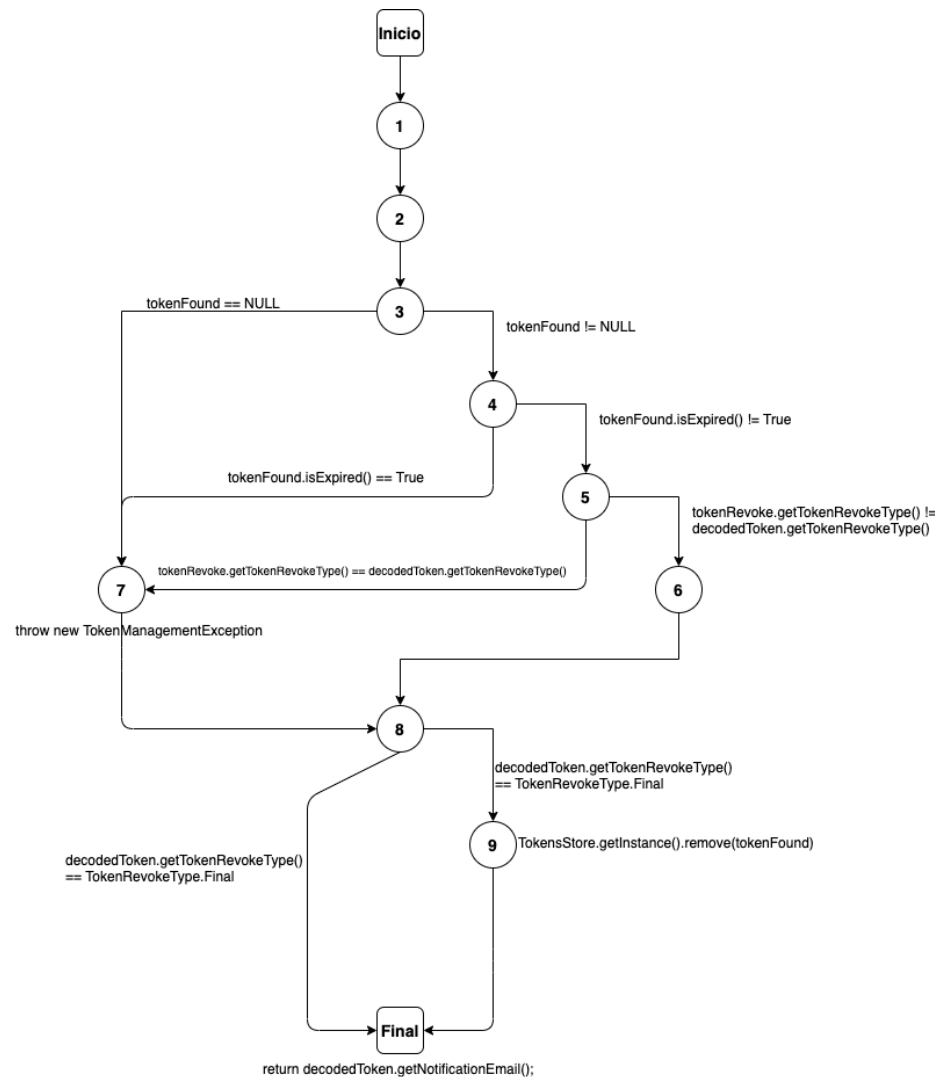 Inicio
1
2
3
tokenFound == NULL
tokenFound != NULL
4
tokenFound.isExpired() != True
tokenFound.isExpired() == True
5
tokenRevoke.getTokenRevokeType() !=
decodedToken.getTokenRevokeType()
tokenRevoke.getTokenRevokeType() == decodedToken.getTokenRevokeType()
7
6
throw new TokenManagementException
8
decodedToken.getTokenRevokeType()
== TokenRevokeType.Final
9
TokensStore.getInstance().remove(tokenFound)
decodedToken.getTokenRevokeType()
== TokenRevokeType.Final
Final
return decodedToken.getNotificationEmail();